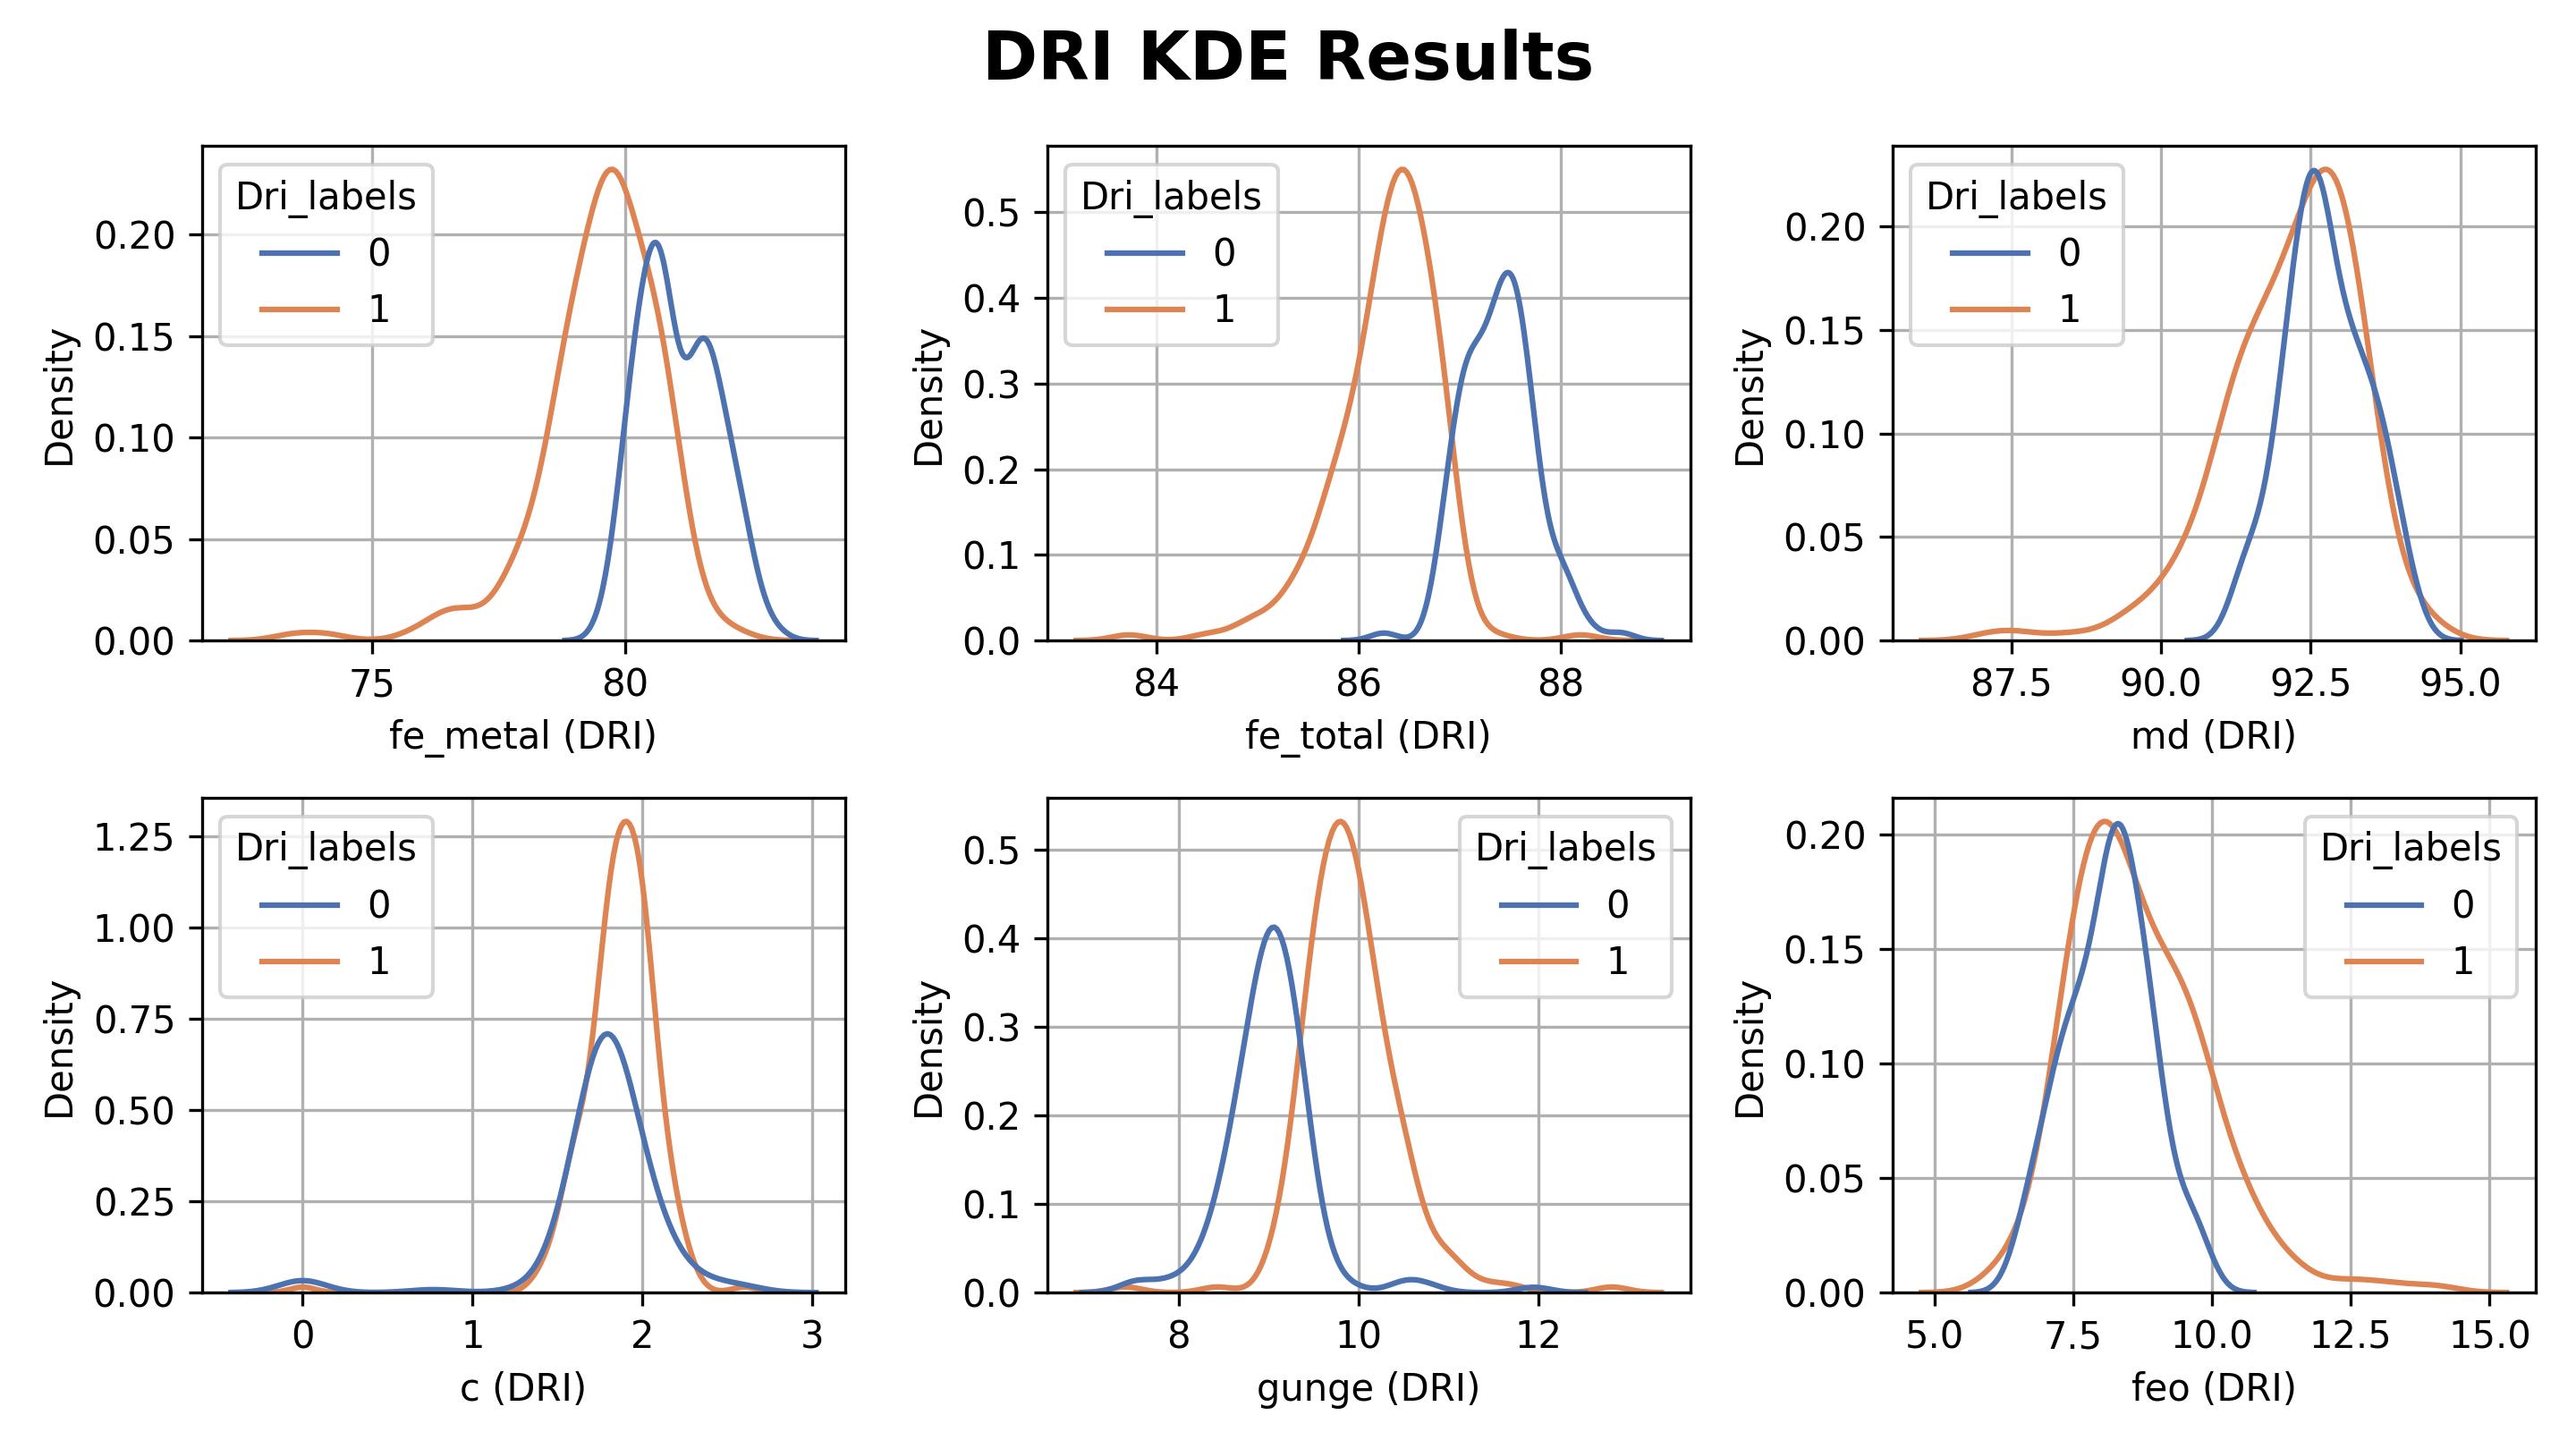 DRI KDE Results
Dri_labels
0
1
Density
0.20
0.15
0.10
0.05
0.00
75 80
fe_metal (DRI)
Dri_labels
0
1
Density
0.5
0.4
0.3
0.2
0.1
0.0
84 86 88
fe_total (DRI)
Dri_labels
0
1
Density
0.20
0.15
0.10
0.05
0.00
87.5 90.0 92.5 95.0
md (DRI)
Dri_labels
0
1
Density
1.25
1.00
0.75
0.50
0.25
0.00
0 1 2 3
c (DRI)
Dri_labels
0
1
Density
0.5
0.4
0.3
0.2
0.1
0.0
8 10 12
gunge (DRI)
Dri_labels
0
1
Density
0.20
0.15
0.10
0.05
0.00
5.0 7.5 10.0 12.5 15.0
feo (DRI)